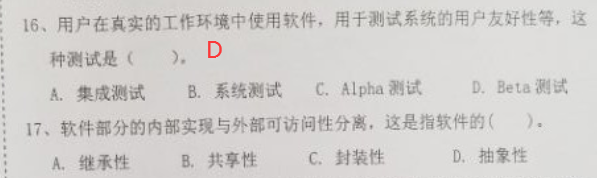 16、用户在真实的工作环境中使用软件，用于测试系统的用户友好性等，这
种测试是（　　）。 D
A. 集成测试　　B. 系统测试　　C. Alpha 测试　　D. Beta 测试
17、软件部分的内部实现与外部可访问性分离，这是指软件的(　　)。
A. 继承性　　B. 共享性　　C. 封装性　　D. 抽象性